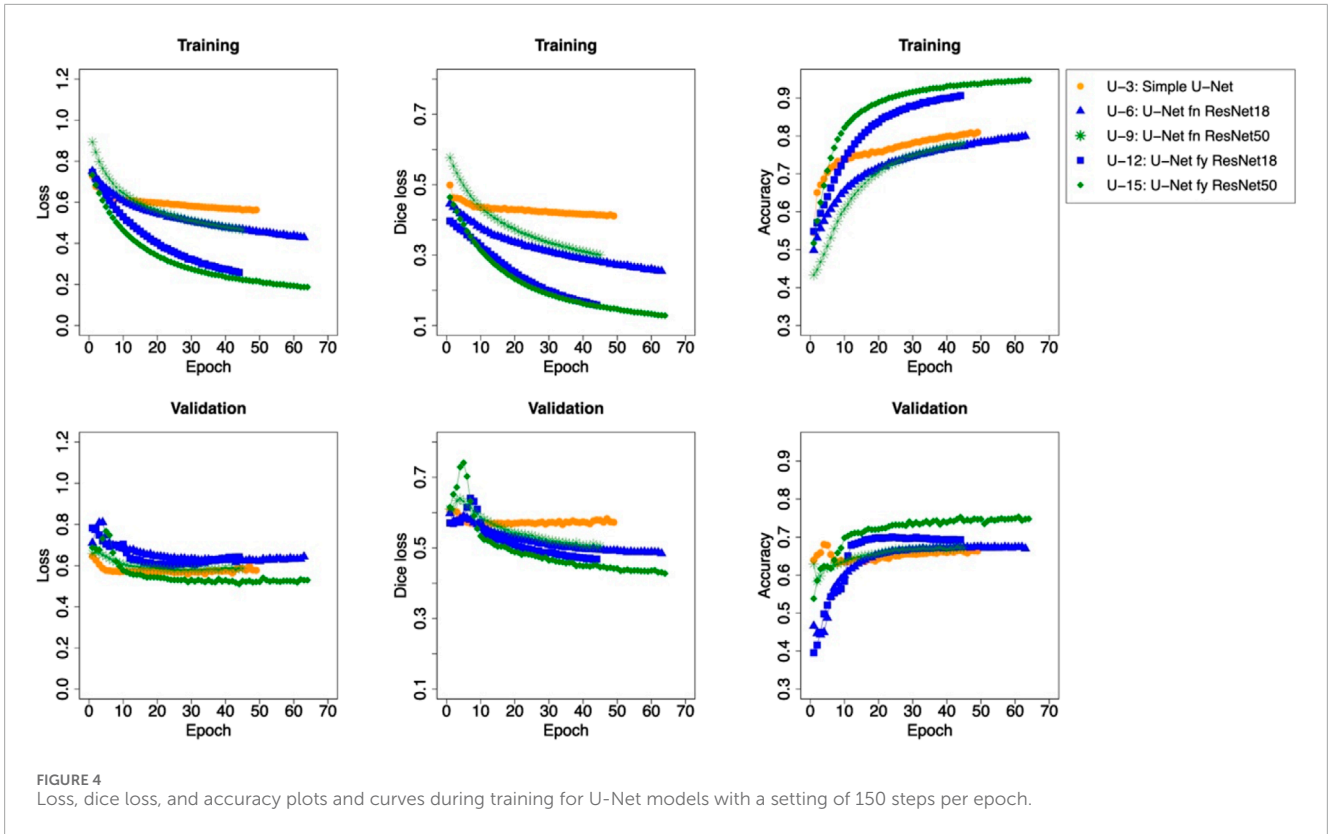 Training
Loss
0.0 0.2 0.4 0.6 0.8 1.0 1.2
0 10 20 30 40 50 60 70
Epoch
Training
Dice loss
0.1 0.3 0.5 0.7
0 10 20 30 40 50 60 70
Epoch
Training
Accuracy
0.3 0.4 0.5 0.6 0.7 0.8 0.9
0 10 20 30 40 50 60 70
Epoch
U-3: Simple U-Net
U-6: U-Net fn ResNet18
U-9: U-Net fn ResNet50
U-12: U-Net fy ResNet18
U-15: U-Net fy ResNet50
Validation
Loss
0.0 0.2 0.4 0.6 0.8 1.0 1.2
0 10 20 30 40 50 60 70
Epoch
Validation
Dice loss
0.1 0.3 0.5 0.7
0 10 20 30 40 50 60 70
Epoch
Validation
Accuracy
0.3 0.4 0.5 0.6 0.7 0.8 0.9
0 10 20 30 40 50 60 70
Epoch
FIGURE 4
Loss, dice loss, and accuracy plots and curves during training for U-Net models with a setting of 150 steps per epoch.